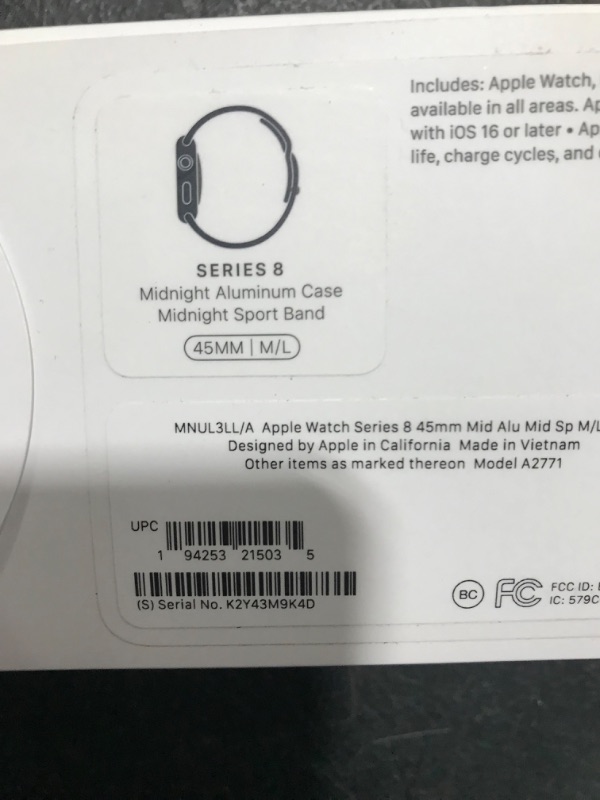 Includes: Apple Watch,
available in all areas. Ap
with iOS 16 or later • Ap
life, charge cycles, and
SERIES 8
Midnight Aluminum Case
Midnight Sport Band
45MM | M/L
MNUL3LL/A Apple Watch Series 8 45mm Mid Alu Mid Sp M/L
Designed by Apple in California Made in Vietnam
Other items as marked thereon Model A2771
UPC
1 94253 21503 5
(S) Serial No. K2Y43M9K4D
BC FC FCC ID:
IC: 579C